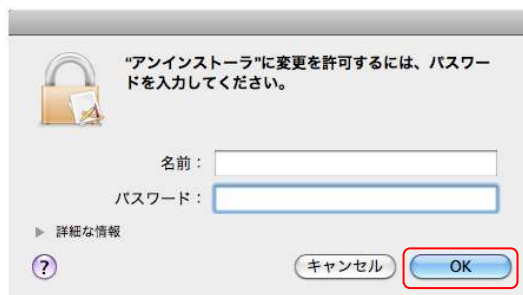 “アンインストーラ”に変更を許可するには、パスワー
ドを入力してください。
名前：
パスワード：
詳細な情報
?
キャンセル
OK